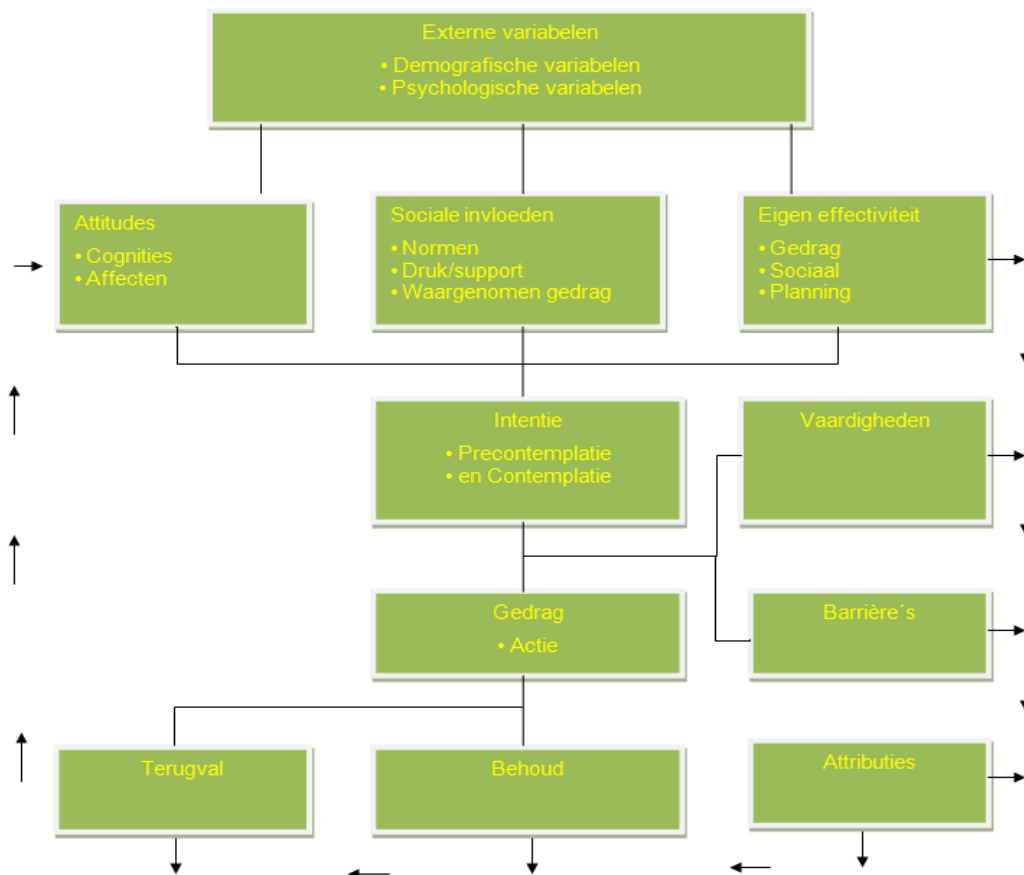 Externe variabelen
• Demografische variabelen
• Psychologische variabelen
Attitudes
• Cognities
• Affecten
Sociale invloeden
• Normen
• Druk/support
• Waargenomen gedrag
Eigen effectiviteit
• Gedrag
• Sociaal
• Planning
Intentie
• Precontemplatie
• en Contemplatie
Vaardigheden
Gedrag
• Actie
Barrière´s
Terugval
Behoud
Attributies